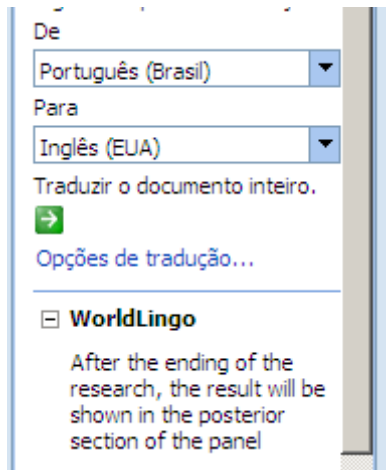 De
Português (Brasil)
Para
Inglês (EUA)
Traduzir o documento inteiro.
Opções de tradução...
WorldLingo
After the ending of the
research, the result will be
shown in the posterior
section of the panel